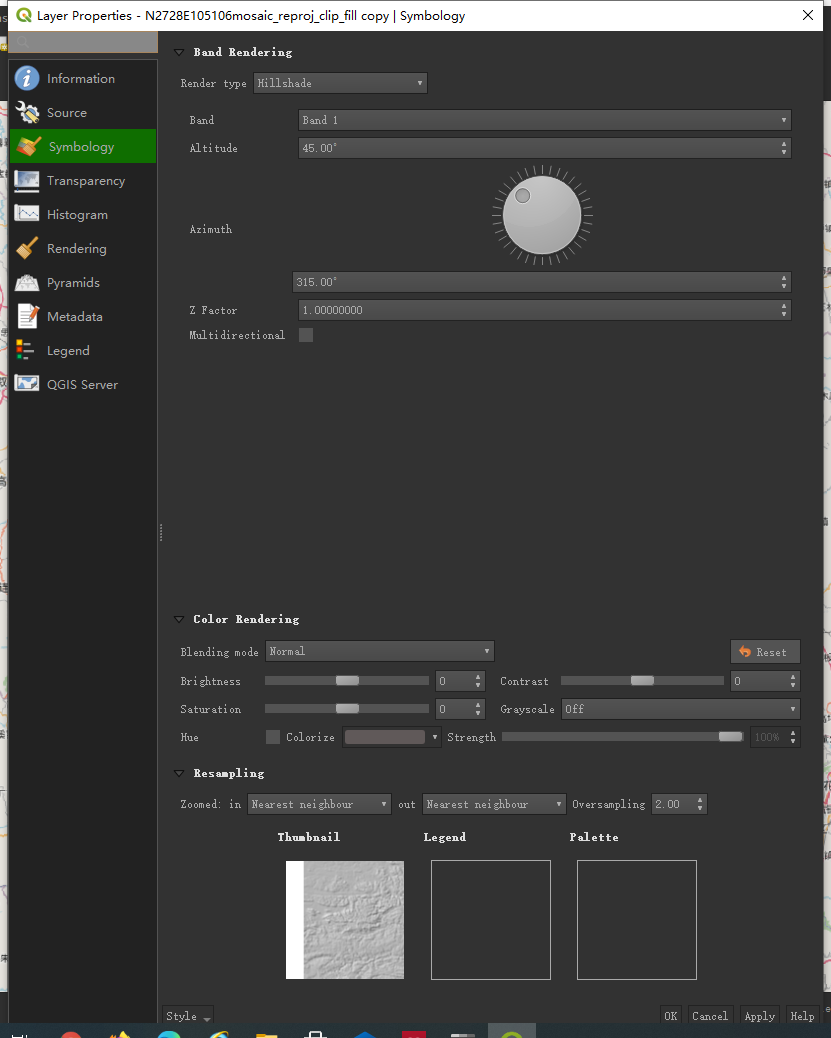 Layer Properties - N2728E105106mosaic_reproj_clip_fill copy | Symbology
Information
Source
Symbology
Transparency
Histogram
Rendering
Pyramids
Metadata
Legend
QGIS Server
Band Rendering
Render type Hillshade
Band Band 1
Altitude 45.00°
Azimuth
315.00°
Z Factor 1.00000000
Multidirectional
Color Rendering
Blending mode Normal Reset
Brightness 0 Contrast 0
Saturation 0 Grayscale Off
Hue Colorize Strength 100%
Resampling
Zoomed: in Nearest neighbour out Nearest neighbour Oversampling 2.00
Thumbnail Legend Palette
Style OK Cancel Apply Help